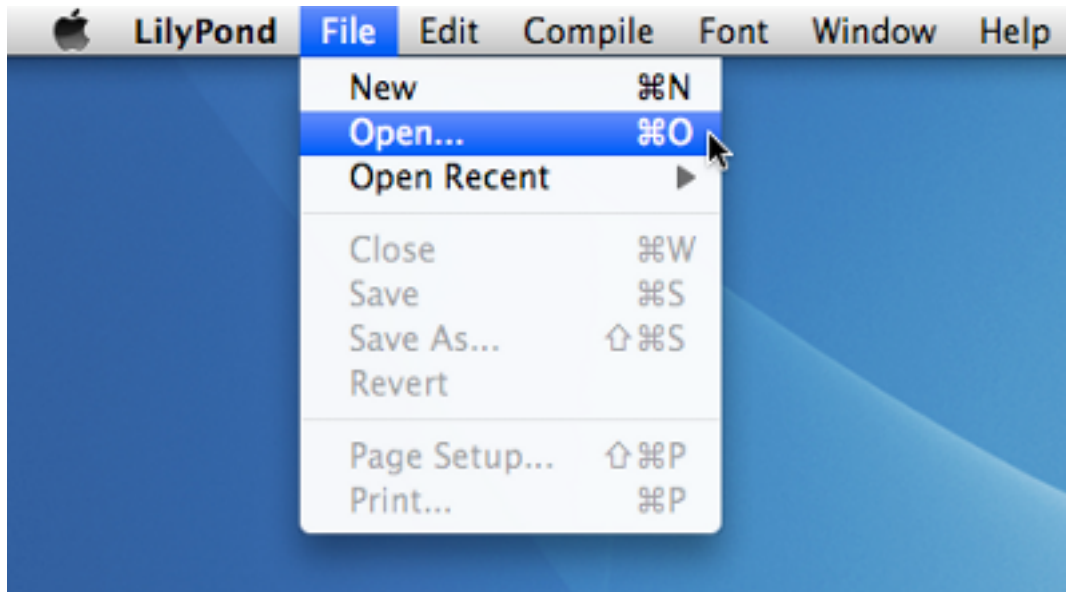 LilyPond File Edit Compile Font Window Help
New ⌘N
Open... ⌘O
Open Recent ▶
Close ⌘W
Save ⌘S
Save As... ⇧⌘S
Revert
Page Setup... ⇧⌘P
Print... ⌘P